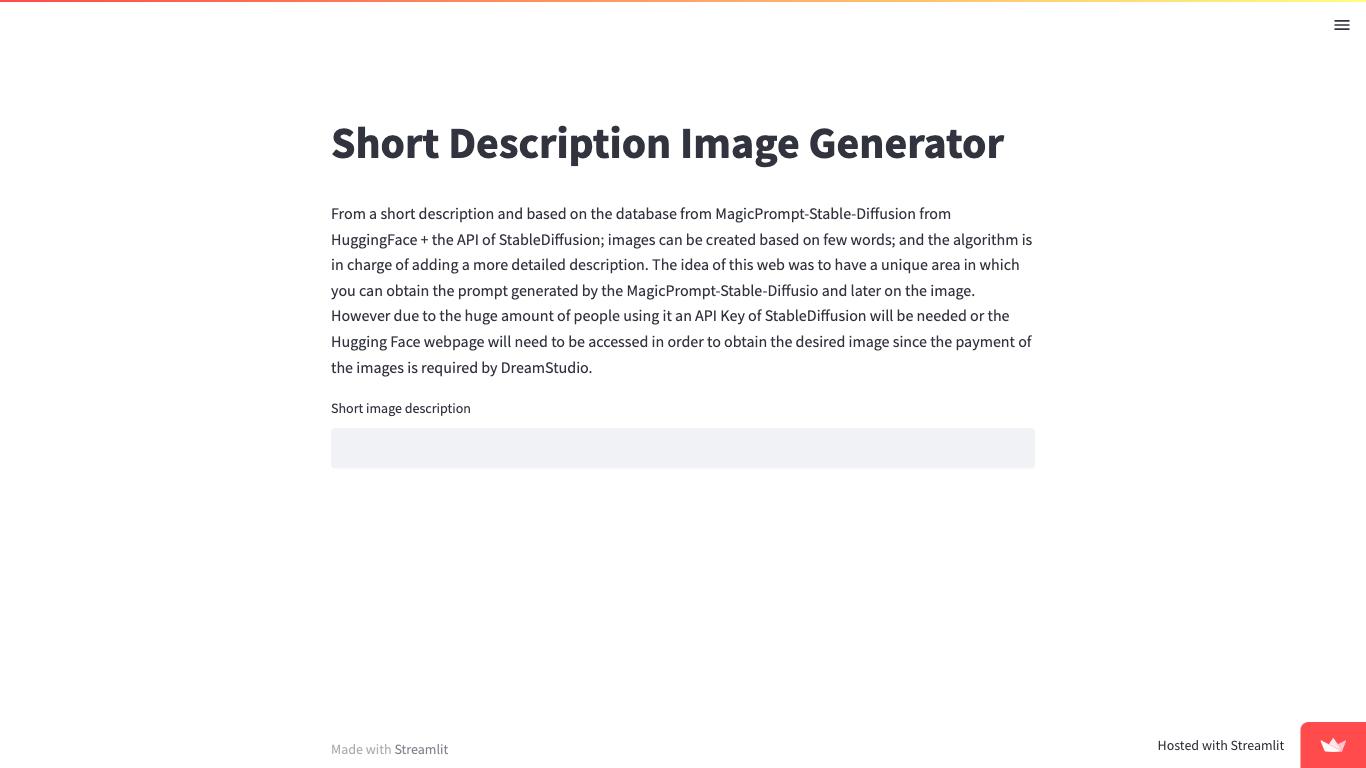 Short Description Image Generator
From a short description and based on the database from MagicPrompt-Stable-Diffusion from
HuggingFace + the API of StableDiffusion; images can be created based on few words; and the algorithm is
in charge of adding a more detailed description. The idea of this web was to have a unique area in which
you can obtain the prompt generated by the MagicPrompt-Stable-Diffusio and later on the image.
However due to the huge amount of people using it an API Key of StableDiffusion will be needed or the
Hugging Face webpage will need to be accessed in order to obtain the desired image since the payment of
the images is required by DreamStudio.
Short image description
Made with Streamlit
Hosted with Streamlit